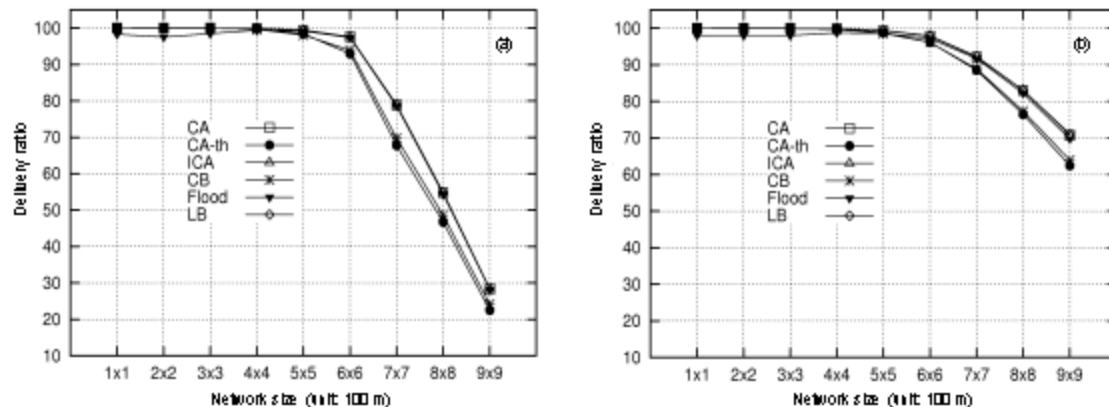 100
90
80
70
60
50
40
30
20
10
Delivery ratio
(a)
CA
CA-th
ICA
CB
Flood
LB
1x1 2x2 3x3 4x4 5x5 6x6 7x7 8x8 9x9
Network size (unit: 100 m)
100
90
80
70
60
50
40
30
20
10
Delivery ratio
(b)
CA
CA-th
ICA
CB
Flood
LB
1x1 2x2 3x3 4x4 5x5 6x6 7x7 8x8 9x9
Network size (unit: 100 m)